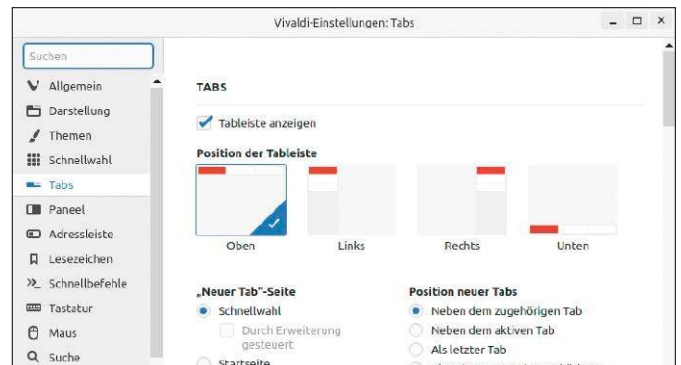 Vivaldi-Einstellungen: Tabs
Suchen
Allgemein
Darstellung
Themen
Schnellwahl
Tabs
Paneel
Adressleiste
Lesezeichen
Schnellbefehle
Tastatur
Maus
Suche
TABS
Tableiste anzeigen
Position der Tableiste
Oben
Links
Rechts
Unten
„Neuer Tab"-Seite
Schnellwahl
Durch Erweiterung
gesteuert
Startseite
Position neuer Tabs
Neben dem zugehörigen Tab
Neben dem aktiven Tab
Als letzter Tab